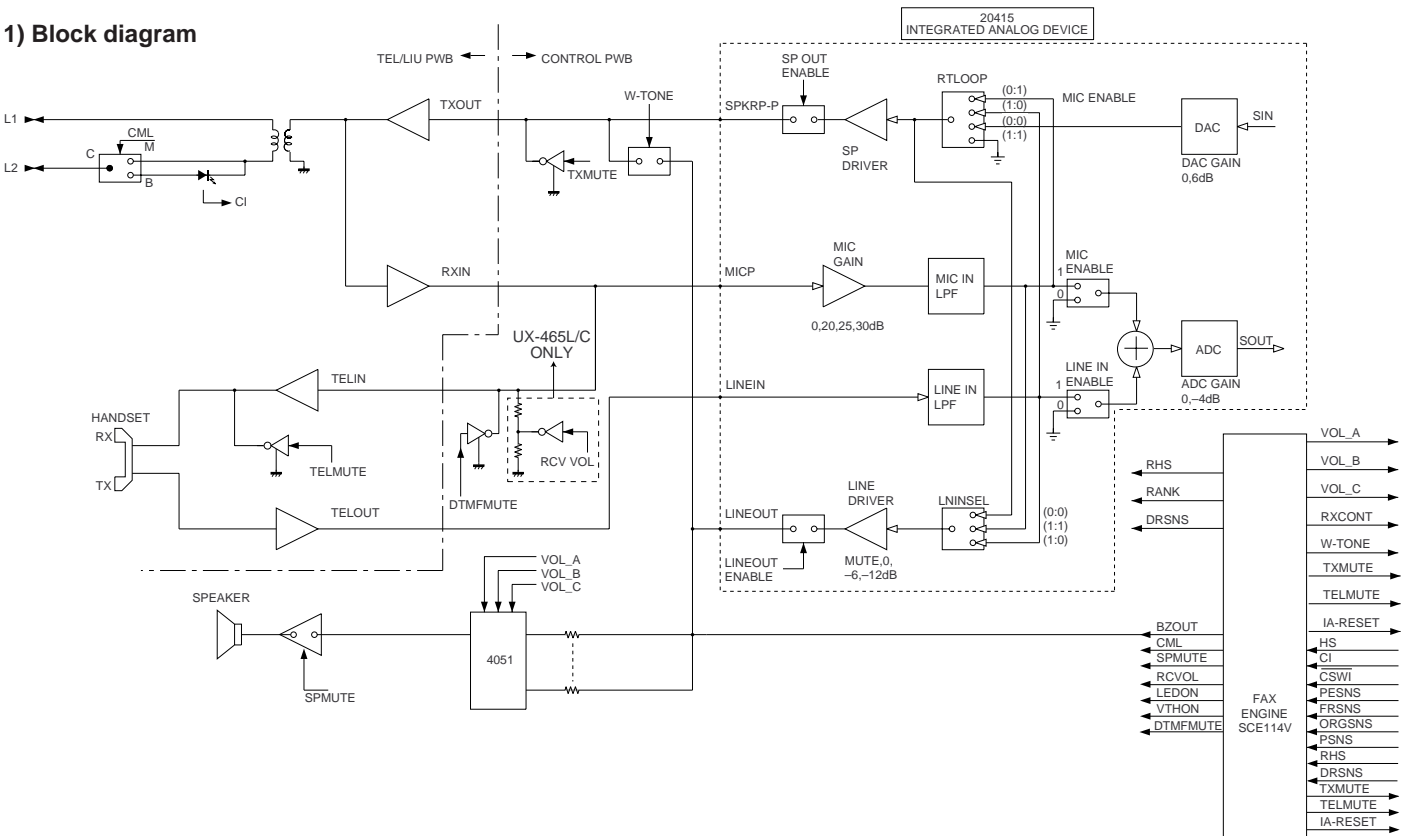 1) Block diagram
20415
INTEGRATED ANALOG DEVICE
TEL/LIU PWB
CONTROL PWB
SP OUT
ENABLE
RTLOOP
(0:1)
(1:0)
(0:0)
(1:1)
MIC ENABLE
W-TONE
SPKRP-P
TXOUT
L1
CML
M
C
L2
B
CI
TXMUTE
SP
DRIVER
DAC
SIN
DAC GAIN
0,6dB
RXIN
MICP
MIC
GAIN
0,20,25,30dB
MIC IN
LPF
MIC
ENABLE
1
0
UX-465L/C
ONLY
ADC
SOUT
ADC GAIN
0,–4dB
TELIN
LINEIN
LINE IN
LPF
LINE IN
ENABLE
1
0
HANDSET
RX
TX
TELMUTE
DTMFMUTE
RCV VOL
TELOUT
LINEOUT
LINE
DRIVER
LNINSEL
(0:0)
(1:1)
(1:0)
LINEOUT
ENABLE
MUTE,0,
–6,–12dB
VOL_A
VOL_B
VOL_C
SPEAKER
SPMUTE
4051
RHS
RANK
DRSNS
BZOUT
CML
SPMUTE
RCVOL
LEDON
VTHON
DTMFMUTE
FAX
ENGINE
SCE114V
VOL_A
VOL_B
VOL_C
RXCONT
W-TONE
TXMUTE
TELMUTE
IA-RESET
HS
CI
CSWI
PESNS
FRSNS
ORGSNS
PSNS
RHS
DRSNS
TXMUTE
TELMUTE
IA-RESET